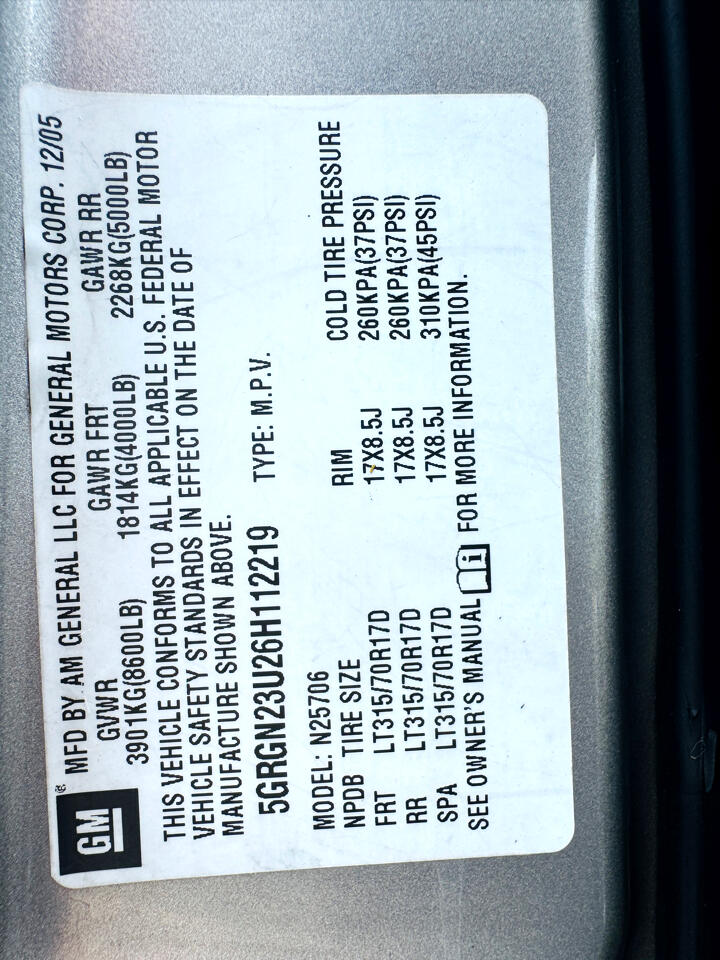 GM® MFD BY AM GENERAL LLC FOR GENERAL MOTORS CORP. 12/05
GVWR GAWR FRT GAWR RR
3901KG(8600LB) 1814KG(4000LB) 2268KG(5000LB)
THIS VEHICLE CONFORMS TO ALL APPLICABLE U.S. FEDERAL MOTOR
VEHICLE SAFETY STANDARDS IN EFFECT ON THE DATE OF
MANUFACTURE SHOWN ABOVE.
5GRGN23U26H112219 TYPE: M.P.V.
MODEL: N25706
NPDB TIRE SIZE RIM COLD TIRE PRESSURE
FRT LT315/70R17D 17X8.5J 260KPA(37PSI)
RR LT315/70R17D 17X8.5J 260KPA(37PSI)
SPA LT315/70R17D 17X8.5J 310KPA(45PSI)
SEE OWNER'S MANUAL i FOR MORE INFORMATION.